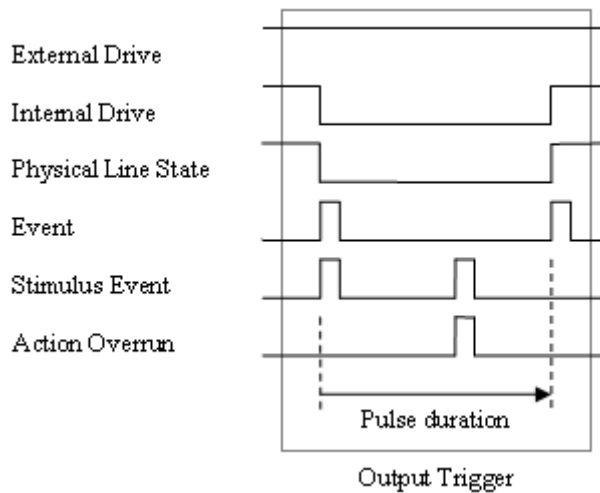 External Drive
Internal Drive
Physical Line State
Event
Stimulus Event
Action Overrun
Pulse duration
Output Trigger